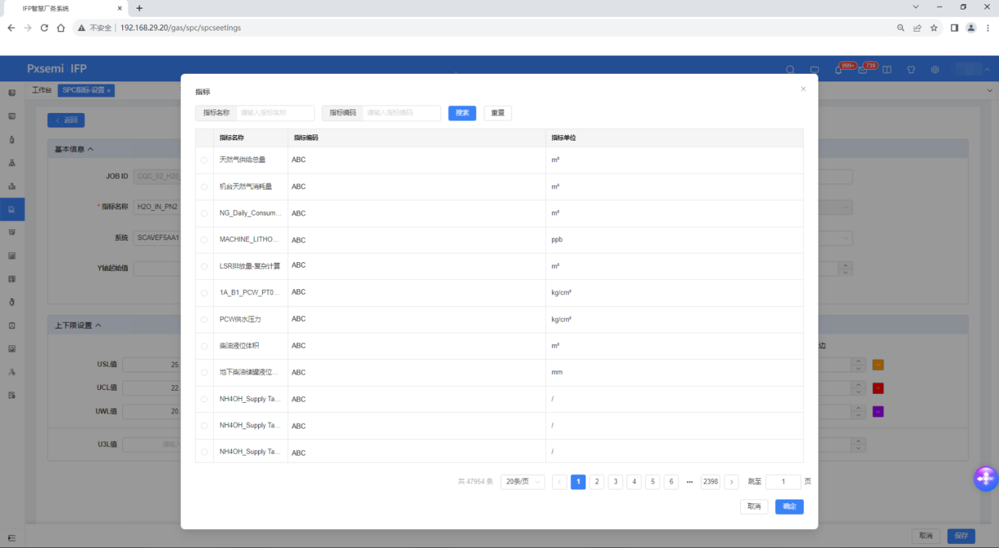 IFP智慧厂务系统
不安全 192.168.29.20/gas/spc/spcseetings
Pxsemi IFP
999+ 739
工作台 SPC指标-设置
返回
基本信息
JOB ID CQC_02_H20_
* 指标名称 H2O_IN_PN2
系统 SCAVEF5AA1
Y轴起始值
上下限设置
边
USL值 25.
UCL值 22.
UWL值 20.
U3L值 请输入
取消 保存
指标
指标名称 请输入指标名称 指标编码 请输入指标编码 搜索 重置
指标名称 指标编码 指标单位
天然气供给总量 ABC m³
机台天然气消耗量 ABC m³
NG_Daily_Consum... ABC m³
MACHINE_LITHO... ABC ppb
LSR排放量-复杂计算 ABC m³
1A_B1_PCW_PT0... ABC kg/cm²
PCW供水压力 ABC kg/cm²
柴油液位体积 ABC m³
地下柴油储罐液位... ABC mm
NH4OH_Supply Ta... ABC /
NH4OH_Supply Ta... ABC /
NH4OH_Supply Ta... ABC /
共 47954 条 20条/页 1 2 3 4 5 6 ••• 2398 跳至 1 页
取消 确定